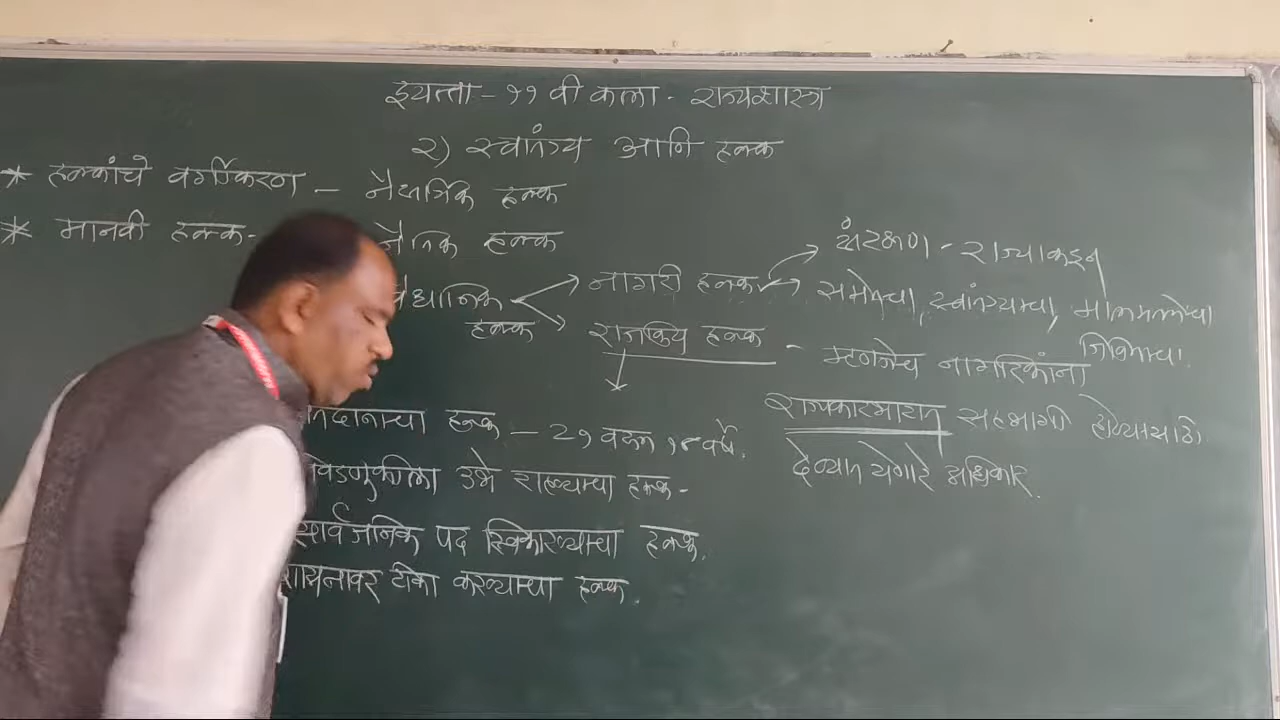 इयत्ता - ११ वी कला - राज्यशास्त्र
२) स्वातंत्र्य आणि हक्क
* हक्कांचे वर्गीकरण - नैसर्गिक हक्क
* मानवी हक्क - नैतिक हक्क
वैधानिक हक्क
नागरी हक्क
संरक्षण - राज्याकडून
समतेचा, स्वातंत्र्याचा, मालमत्तेचा
जिविताचा.
राजकिय हक्क - म्हणजेच नागरिकांना
राज्यकारभारात सहभागी होण्यासाठी
देण्यात येणारे अधिकार.
तदानाचा हक्क - २१ वरून १८ वर्षे.
वडणुकीला उभे राहण्याचा हक्क -
सार्वजनिक पद स्विकारण्याचा हक्क.
शासनावर टीका करण्याचा हक्क.